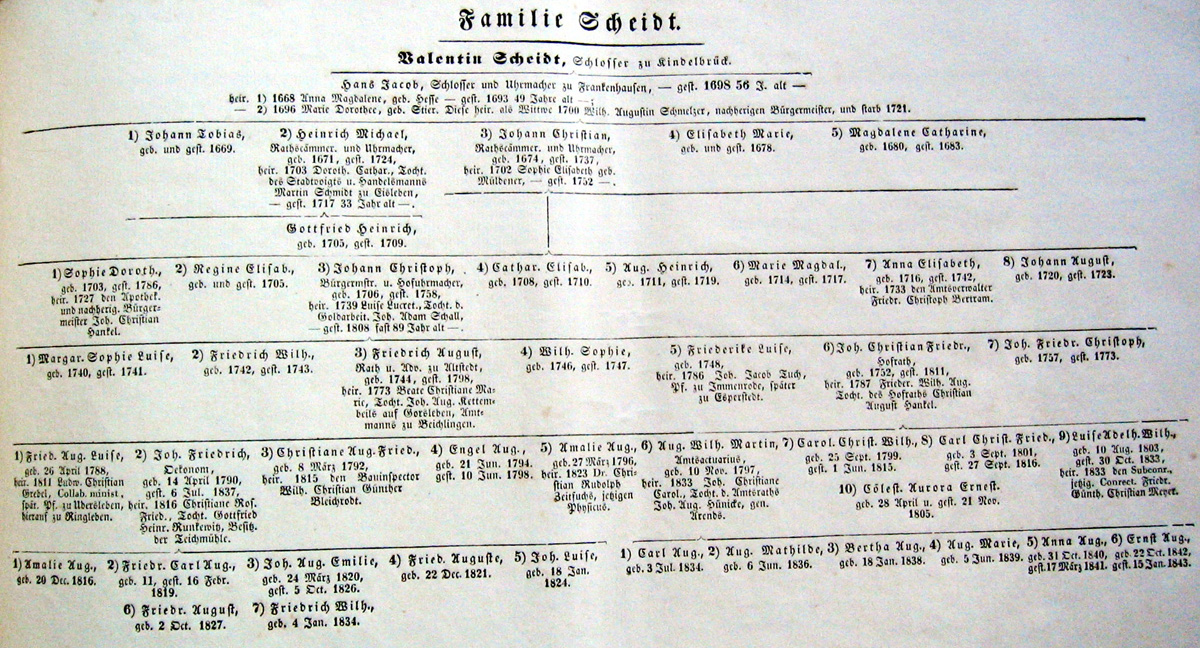 Familie Scheidt.
Valentin Scheidt, Schlosser zu Kindelbrück.
Hans Jacob, Schlosser und Uhrmacher zu Frankenhausen, — gest. 1698 56 J. alt —
heir. 1) 1668 Anna Magdalene, geb. Hesse — gest. 1693 49 Jahre alt —;
— 2) 1696 Marie Dorothee, geb. Stier. Diese heir. als Wittwe 1700 Wilh. Augustin Schmelzer, nachherigen Bürgermeister, und starb 1721.
1) Johann Tobias,
geb. und gest. 1669.
2) Heinrich Michael,
Rathscämmer. und Uhrmacher,
geb. 1671, gest. 1724,
heir. 1703 Doroth. Cathar., Tocht.
des Stadtvoigts u. Handelsmanns
Martin Schmidt zu Eisleben,
— gest. 1717 33 Jahr alt —.
3) Johann Christian,
Rathscämmer. und Uhrmacher,
geb. 1674, gest. 1737,
heir. 1702 Sophie Elisabeth geb.
Müldener, — gest. 1752 —.
4) Elisabeth Marie,
geb. und gest. 1678.
5) Magdalene Catharine,
geb. 1680, gest. 1683.
Gottfried Heinrich,
geb. 1705, gest. 1709.
1) Sophie Doroth.,
geb. 1703, gest. 1786,
heir. 1727 den Apothek.
und nachherig. Bürger-
meister Joh. Christian
Hankel.
2) Regine Elisab.,
geb. und gest. 1705.
3) Johann Christoph,
Bürgermstr. u. Hofuhrmacher,
geb. 1706, gest. 1758,
heir. 1739 Luise Lucret., Tocht. d.
Goldarbeit. Joh. Adam Schall,
— gest. 1808 fast 89 Jahr alt —.
4) Cathar. Elisab.,
geb. 1708, gest. 1710.
5) Aug. Heinrich,
geb. 1711, gest. 1719.
6) Marie Magdal.,
geb. 1714, gest. 1717.
7) Anna Elisabeth,
geb. 1716, gest. 1742,
heir. 1733 den Amtsverwalter
Friedr. Christoph Bertram.
8) Johann August,
geb. 1720, gest. 1723.
1) Margar. Sophie Luise,
geb. 1740, gest. 1741.
2) Friedrich Wilh.,
geb. 1742, gest. 1743.
3) Friedrich August,
Rath u. Adv. zu Altstedt,
geb. 1744, gest. 1798,
heir. 1773 Beate Christiane Ma-
rie, Tocht. Joh. Aug. Kettem-
beils auf Gorsleben, Amt-
manns zu Beichlingen.
4) Wilh. Sophie,
geb. 1746, gest. 1747.
5) Friederike Luise,
geb. 1748,
heir. 1786 Joh. Jacob Tuch,
Pf. zu Immenrode, später
zu Esperstedt.
6) Joh. Christian Friedr.,
Hofrath,
geb. 1752, gest. 1811,
heir. 1787 Frieder. Wilh. Aug.
Tocht. des Hofraths Christian
August Hankel.
7) Joh. Friedr. Christoph,
geb. 1757, gest. 1773.
1) Fried. Aug. Luise,
geb. 26 April 1788,
heir. 1811 Ludw. Christian
Grebel, Collab. minist.,
spät. Pf. zu Udersleben,
hierauf zu Ringleben.
2) Joh. Friedrich,
Oekonom,
geb. 14 April 1790,
gest. 6 Jul. 1837,
heir. 1816 Christiane Ros.
Fried., Tocht. Gottfried
Heinr. Runkewitz, Besitz.
der Teichmühle.
3) Christiane Aug. Fried.,
geb. 8 März 1792,
heir. 1815 den Bauinspector
Wilh. Christian Günther
Bleichrodt.
4) Engel Aug.,
geb. 21 Jun. 1794.
gest. 10 Jun. 1798.
5) Amalie Aug.,
geb. 27 März 1796,
heir. 1823 Dr. Chri-
stian Rudolph
Zeitfuchs, jetzigen
Physicus.
6) Aug. Wilh. Martin,
Amtsactuarius,
geb. 10 Nov. 1797,
heir. 1833 Joh. Christiane
Carol., Tocht. d. Amtsraths
Joh. Aug. Hünicke, gen.
Arends.
7) Carol. Christ. Wilh.,
geb. 25 Sept. 1799.
gest. 1 Jun. 1815.
8) Carl Christ. Fried.,
geb. 3 Sept. 1801,
gest. 27 Sept. 1816.
9) Luise Adelh. Wilh.,
geb. 10 Aug. 1803,
gest. 30 Oct. 1833,
heir. 1833 den Subconr.,
jetzig. Conrect. Friedr.
Günth. Christian Meyer.
10) Cölest. Aurora Ernest.
geb. 28 April u. gest. 21 Nov.
1805.
1) Amalie Aug.,
geb. 20 Dec. 1816.
2) Friedr. Carl Aug.,
geb. 11, gest. 16 Febr.
1819.
3) Joh. Aug. Emilie,
geb. 24 März 1820,
gest. 5 Oct. 1826.
4) Fried. Auguste,
geb. 22 Dec. 1821.
5) Joh. Luise,
geb. 18 Jan.
1824.
1) Carl Aug.,
geb. 3 Jul. 1834.
2) Aug. Mathilde,
geb. 6 Jun. 1836.
3) Bertha Aug.,
geb. 18 Jan. 1838.
4) Aug. Marie,
geb. 5 Jun. 1839.
5) Anna Aug.,
geb. 31 Oct. 1840,
gest. 17 März 1841.
6) Ernst Aug.,
geb. 22 Oct. 1842,
gest. 15 Jan. 1843.
6) Friedr. August,
geb. 2 Oct. 1827.
7) Friedrich Wilh.,
geb. 4 Jan. 1834.